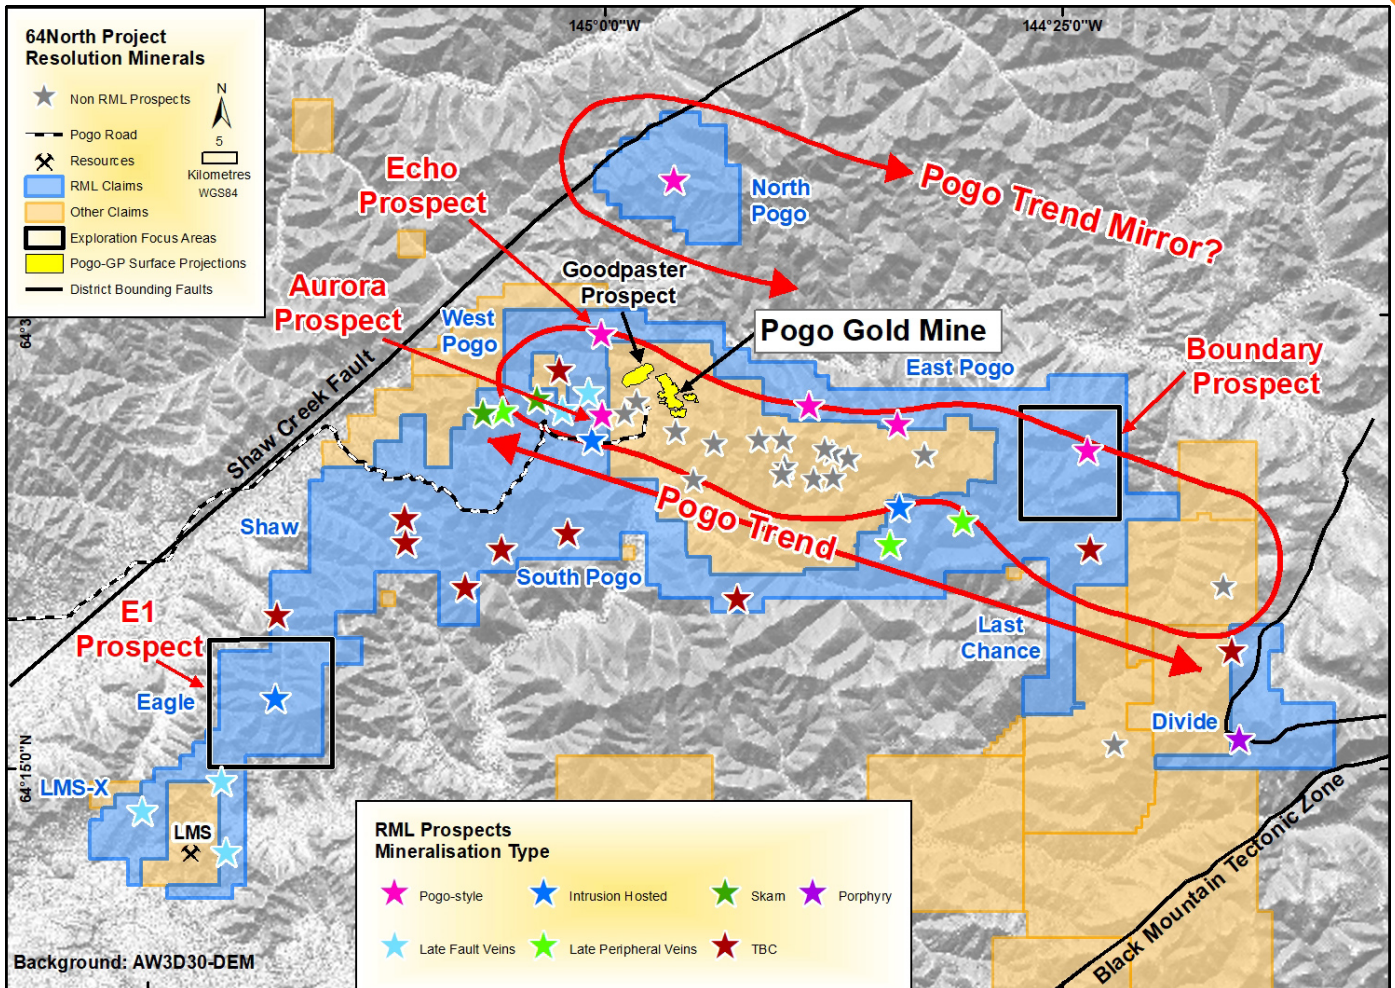 64North Project
Resolution Minerals
Non RML Prospects
Pogo Road
Resources
RML Claims
Other Claims
Exploration Focus Areas
Pogo-GP Surface Projections
District Bounding Faults
N
5
Kilometres
WGS84
145°0'0"W
144°25'0"W
64°3
64°15'0"N
Echo
Prospect
North
Pogo
Pogo Trend Mirror?
Goodpaster
Prospect
Aurora
Prospect
West
Pogo
Pogo Gold Mine
East Pogo
Boundary
Prospect
Shaw Creek Fault
Pogo Trend
Shaw
South Pogo
E1
Prospect
Last
Chance
Eagle
Divide
LMS-X
LMS
Black Mountain Tectonic Zone
RML Prospects
Mineralisation Type
Pogo-style
Intrusion Hosted
Skarn
Porphyry
Late Fault Veins
Late Peripheral Veins
TBC
Background: AW3D30-DEM